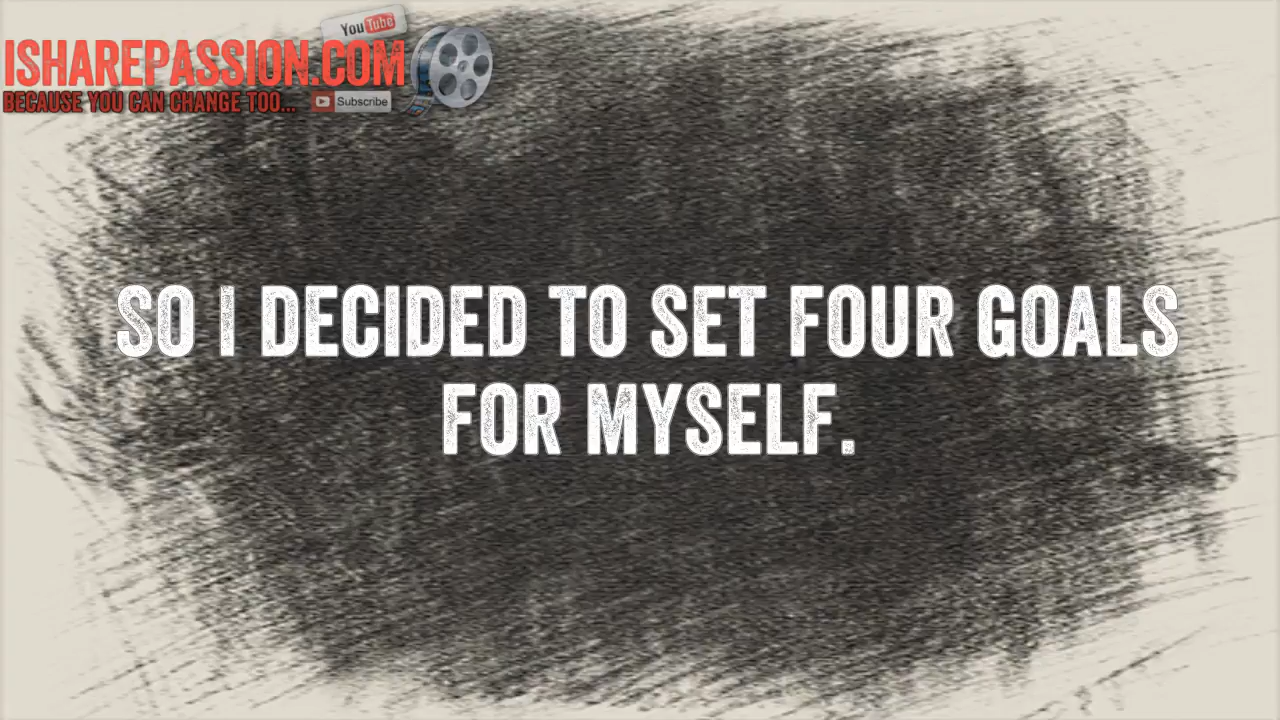 YouTube
ISHAREPASSION.COM
BECAUSE YOU CAN CHANGE TOO...
Subscribe
SO I DECIDED TO SET FOUR GOALS
FOR MYSELF.